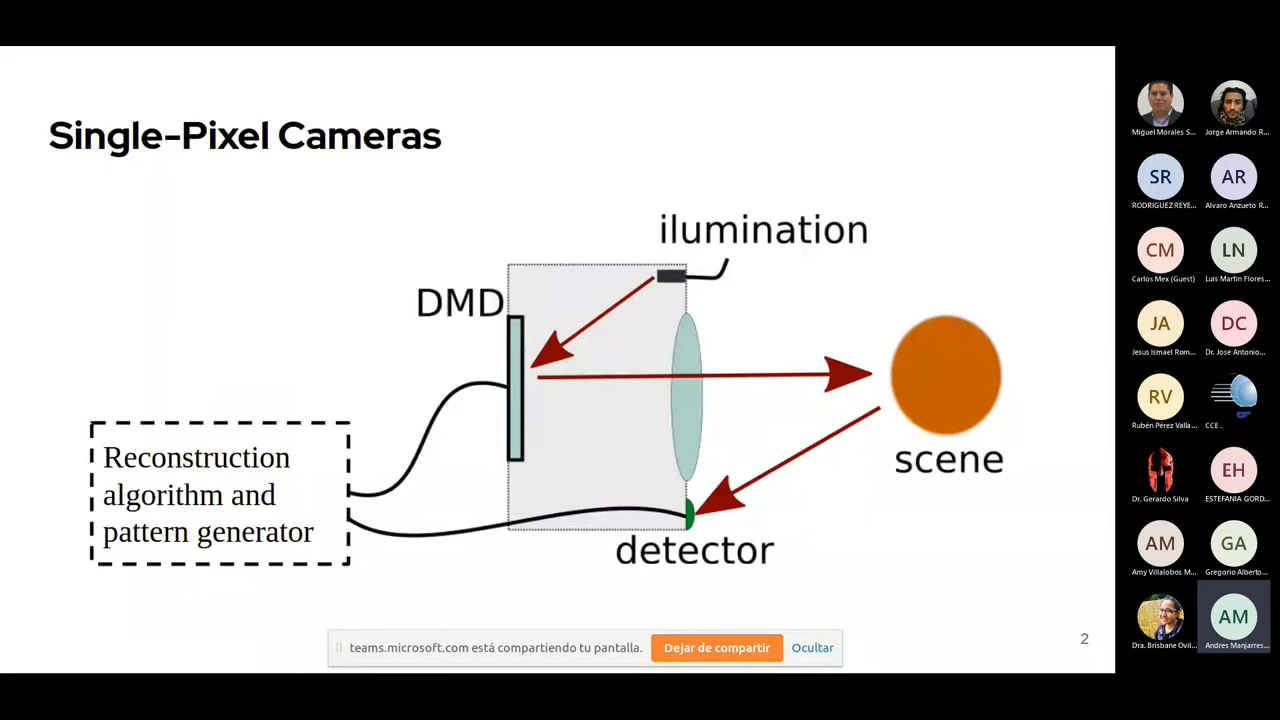 Single-Pixel Cameras
ilumination
DMD
Reconstruction
algorithm and
pattern generator
scene
detector
teams.microsoft.com está compartiendo tu pantalla.
Dejar de compartir
Ocultar
2
Miguel Morales S...
Jorge Armando R...
SR
AR
RODRIGUEZ REYE...
Alvaro Anzueto R...
CM
LN
Carlos Mex (Guest)
Luis Martin Flores...
JA
DC
Jesus Ismael Rom...
Dr. Jose Antonio...
RV
Rubén Pérez Valla...
CCE .
EH
Dr. Gerardo Silva
ESTEFANIA GORD...
AM
GA
Amy Villalobos M...
Gregorio Alberto...
AM
Dra. Brisbane Ovil...
Andres Manjarres...